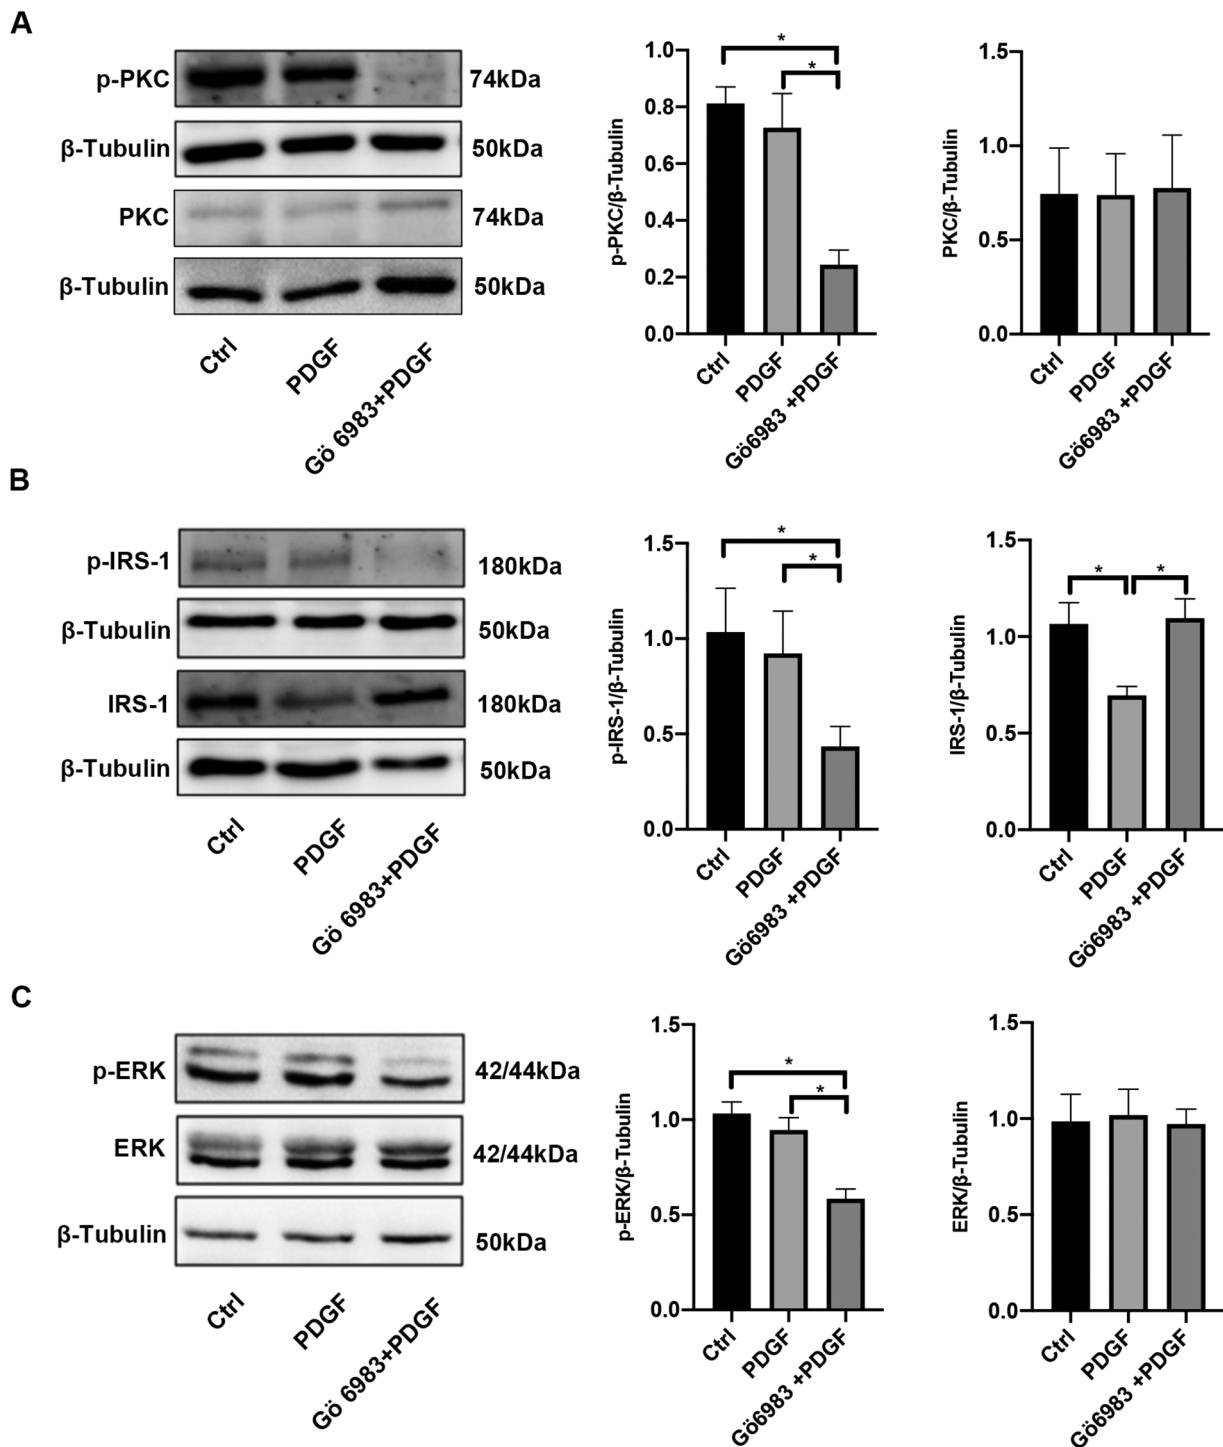 A
p-PKC
74kDa
β-Tubulin
50kDa
PKC
74kDa
β-Tubulin
50kDa
Ctrl
PDGF
Gö 6983+PDGF
p-PKC/β-Tubulin
1.0
0.8
0.6
0.4
0.2
0.0
*
*
Ctrl
PDGF
Gö6983 +PDGF
PKC/β-Tubulin
1.5
1.0
0.5
0.0
Ctrl
PDGF
Gö6983 +PDGF
B
p-IRS-1
180kDa
β-Tubulin
50kDa
IRS-1
180kDa
β-Tubulin
50kDa
Ctrl
PDGF
Gö 6983+PDGF
p-IRS-1/β-Tubulin
1.5
1.0
0.5
0.0
*
*
Ctrl
PDGF
Gö6983 +PDGF
IRS-1/β-Tubulin
1.5
1.0
0.5
0.0
*
*
Ctrl
PDGF
Gö6983 +PDGF
C
p-ERK
42/44kDa
ERK
42/44kDa
β-Tubulin
50kDa
Ctrl
PDGF
Gö 6983+PDGF
p-ERK/β-Tubulin
1.5
1.0
0.5
0.0
*
*
Ctrl
PDGF
Gö6983 +PDGF
ERK/β-Tubulin
1.5
1.0
0.5
0.0
Ctrl
PDGF
Gö6983 +PDGF